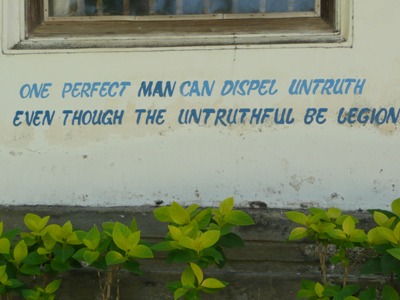 ONE PERFECT MAN CAN DISPEL UNTRUTH
EVEN THOUGH THE UNTRUTHFUL BE LEGION